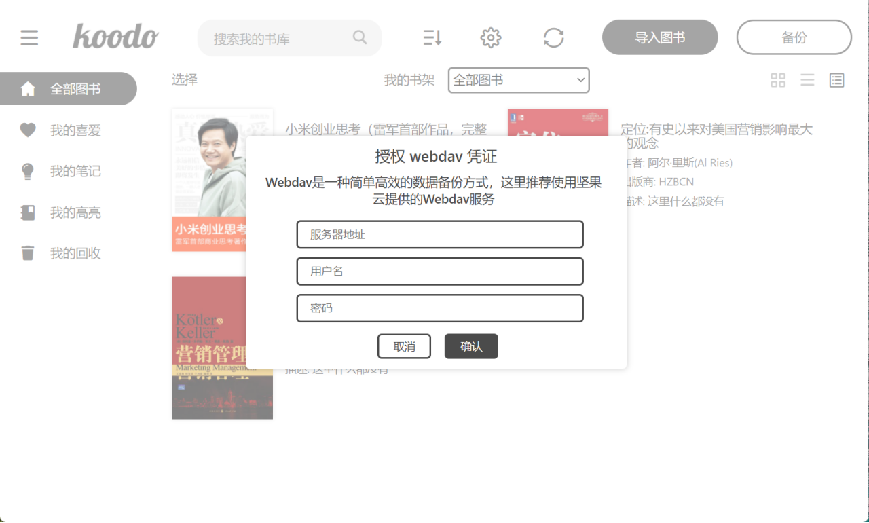 koodo
搜索我的书库
导入图书
备份
全部图书
选择
我的书架
全部图书
我的喜爱
我的笔记
我的高亮
我的回收
小米创业思考（雷军首部作品，完整
定位:有史以来对美国营销影响最大
的观念
作者: 阿尔·里斯(Al Ries)
出版商: HZBCN
描述: 这里什么都没有
小米创业思考
授权 webdav 凭证
Webdav是一种简单高效的数据备份方式，这里推荐使用坚果
云提供的Webdav服务
服务器地址
用户名
密码
取消
确认
Kotler
Keller
营销管理
Marketing Management
描述: 这里什么都没有